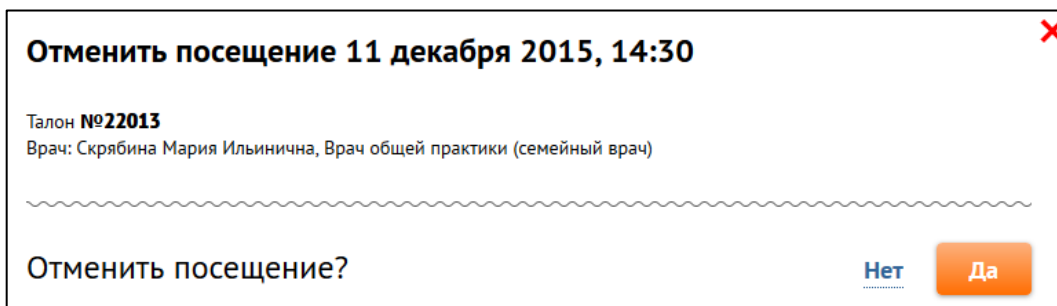 Отменить посещение 11 декабря 2015, 14:30
Талон №22013
Врач: Скрябина Мария Ильинична, Врач общей практики (семейный врач)
Отменить посещение?
Нет
Да